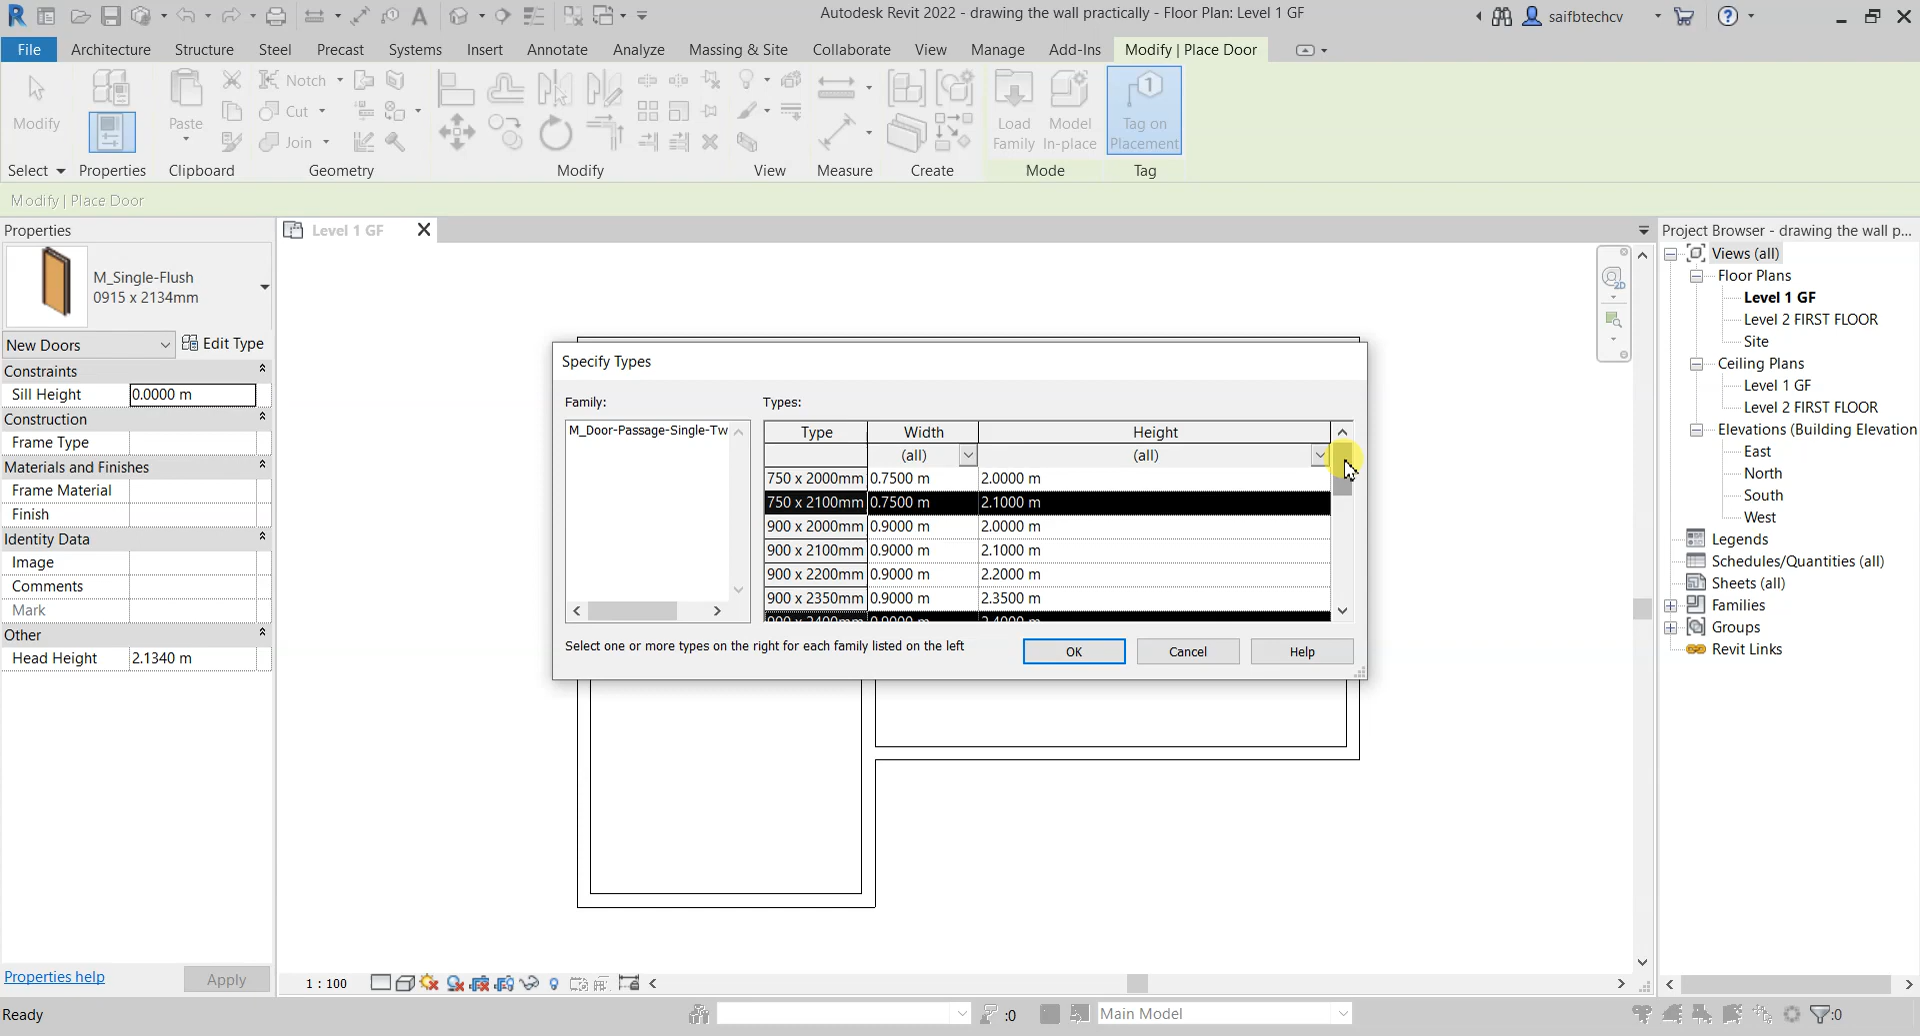 Autodesk Revit 2022 - drawing the wall practically - Floor Plan: Level 1 GF
saifbtechcv
File Architecture Structure Steel Precast Systems Insert Annotate Analyze Massing & Site Collaborate View Manage Add-Ins Modify | Place Door
Modify
Paste
Notch
Cut
Join
Load Family
Model In-place
1
Tag on Placement
Select Properties Clipboard Geometry Modify View Measure Create Mode Tag
Modify | Place Door
Properties
M_Single-Flush
0915 x 2134mm
New Doors Edit Type
Constraints
Sill Height 0.0000 m
Construction
Frame Type
Materials and Finishes
Frame Material
Finish
Identity Data
Image
Comments
Mark
Other
Head Height 2.1340 m
Properties help Apply
Level 1 GF
2D
Specify Types
Family: Types:
M_Door-Passage-Single-Tw
Type Width Height
(all) (all)
750 x 2000mm 0.7500 m 2.0000 m
750 x 2100mm 0.7500 m 2.1000 m
900 x 2000mm 0.9000 m 2.0000 m
900 x 2100mm 0.9000 m 2.1000 m
900 x 2200mm 0.9000 m 2.2000 m
900 x 2350mm 0.9000 m 2.3500 m
900 x 2400mm 0.9000 m 2.4000 m
Select one or more types on the right for each family listed on the left
OK Cancel Help
Project Browser - drawing the wall p...
Views (all)
Floor Plans
Level 1 GF
Level 2 FIRST FLOOR
Site
Ceiling Plans
Level 1 GF
Level 2 FIRST FLOOR
Elevations (Building Elevation
East
North
South
West
Legends
Schedules/Quantities (all)
Sheets (all)
Families
Groups
Revit Links
1 : 100
Ready
:0
Main Model
:0